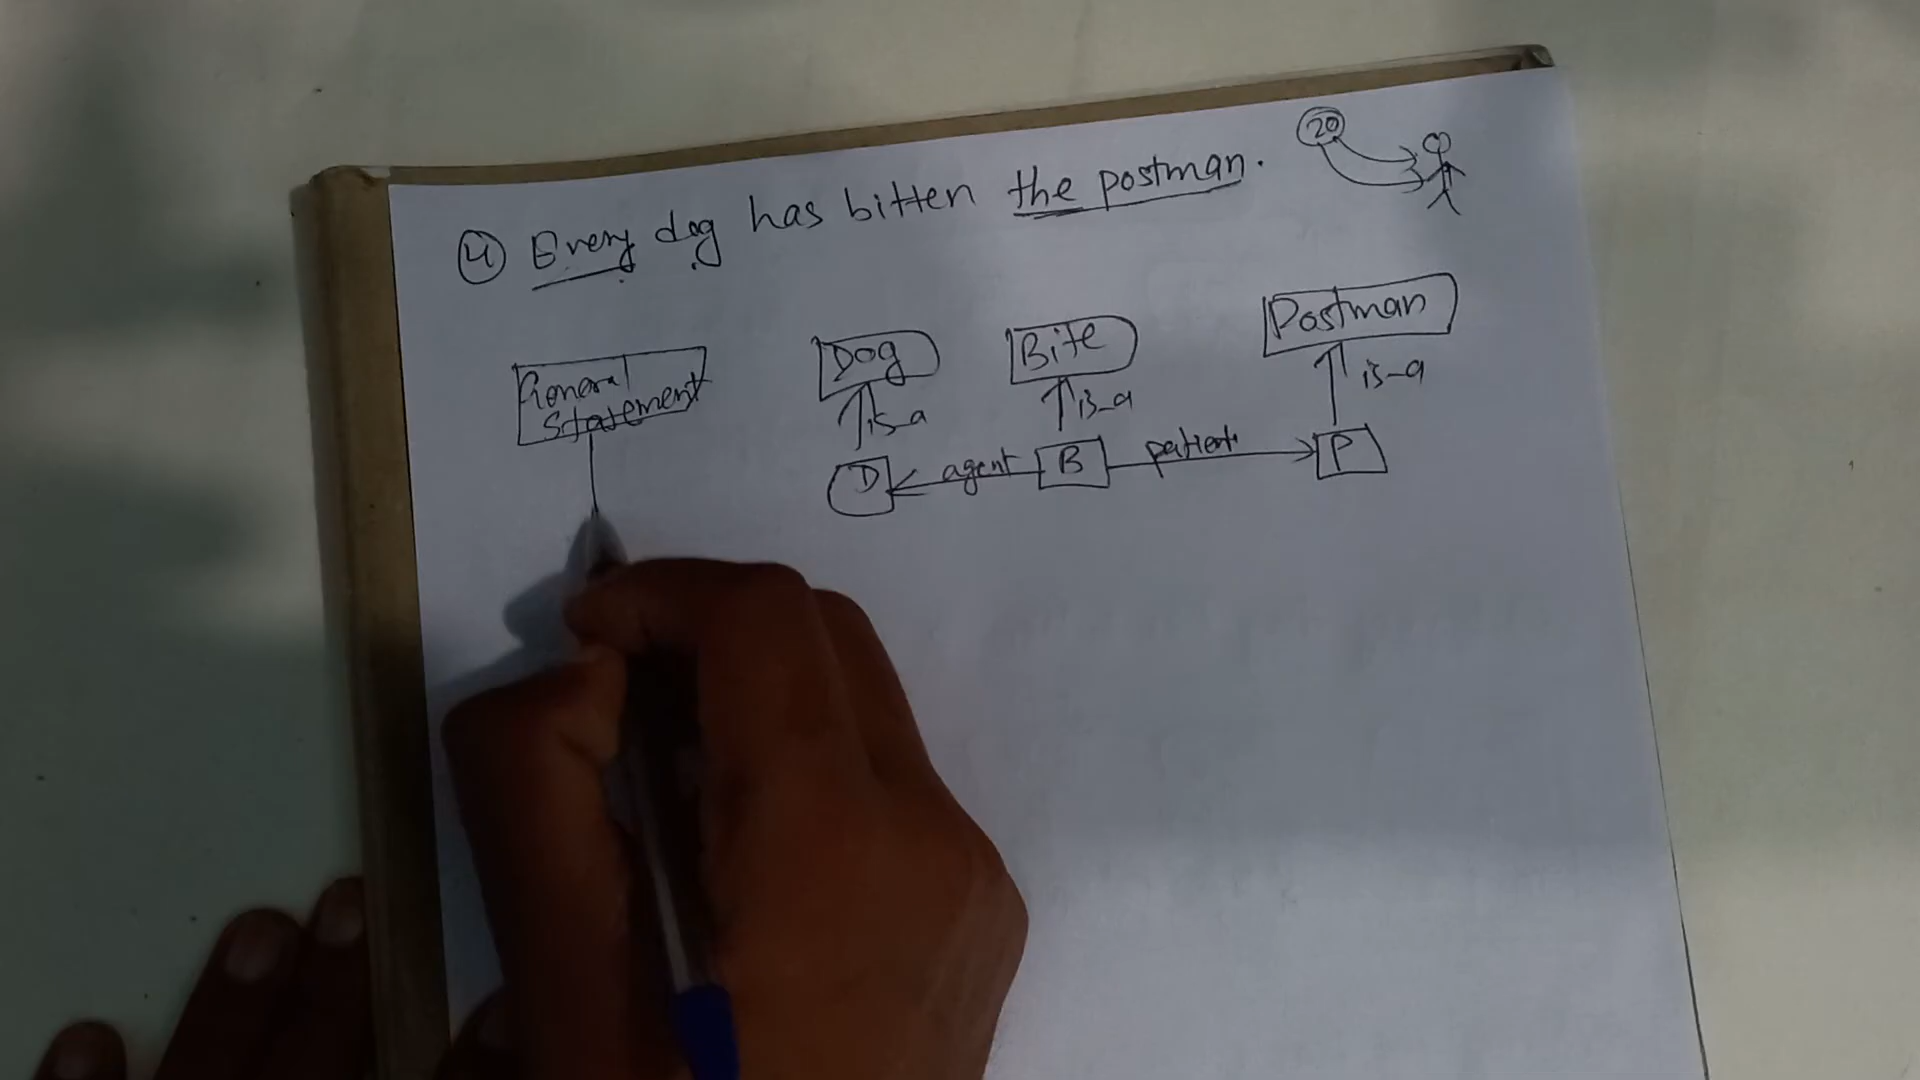 ④ Every dog has bitten the postman.
20
General Statement
Dog
Bite
Postman
is-a
is-a
is-a
D
agent
B
patient
P